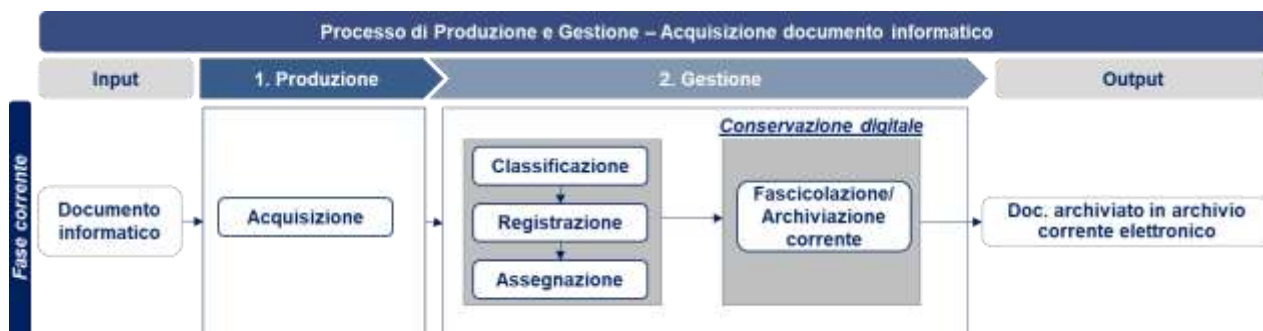 Processo di Produzione e Gestione – Acquisizione documento informatico
Input
1. Produzione
2. Gestione
Output
Fase corrente
Documento
informatico
Acquisizione
Classificazione
Registrazione
Assegnazione
Conservazione digitale
Fascicolazione/
Archiviazione
corrente
Doc. archiviato in archivio
corrente elettronico